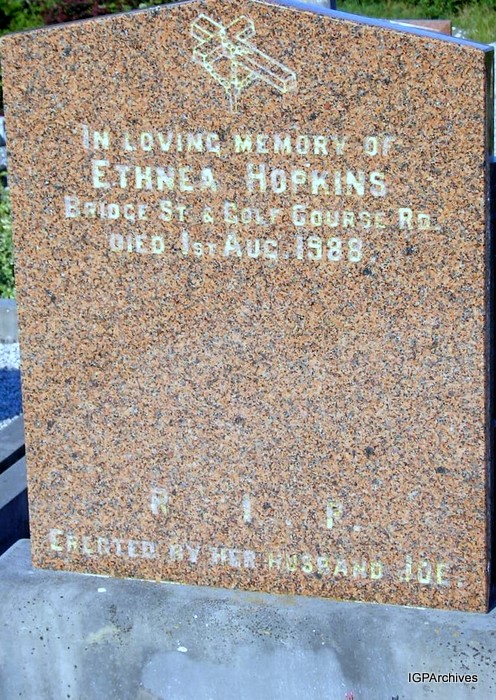 IN LOVING MEMORY OF
ETHNEA HOPKINS
BRIDGE ST & GOLF COURSE RD.
DIED 1ST AUG. 1988.
R. I. P.
ERECTED BY HER HUSBAND JOE.
IGPArchives